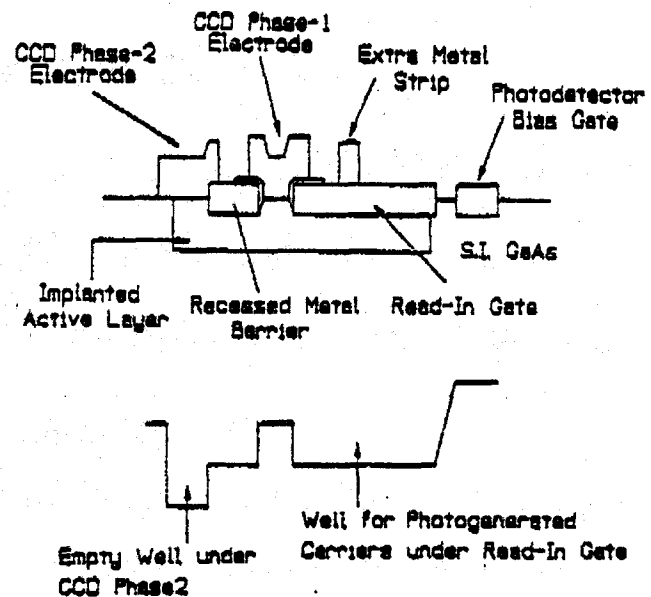 CCD Phase-1
Electrode
CCD Phase-2
Electrode
Extra Metal
Strip
Photodetector
Bias Gate
S.I. GaAs
Implanted
Active Layer
Recessed Metal
Barrier
Read-In Gate
Empty Well under
CCD Phase2
Well for Photogenerated
Carriers under Read-In Gate